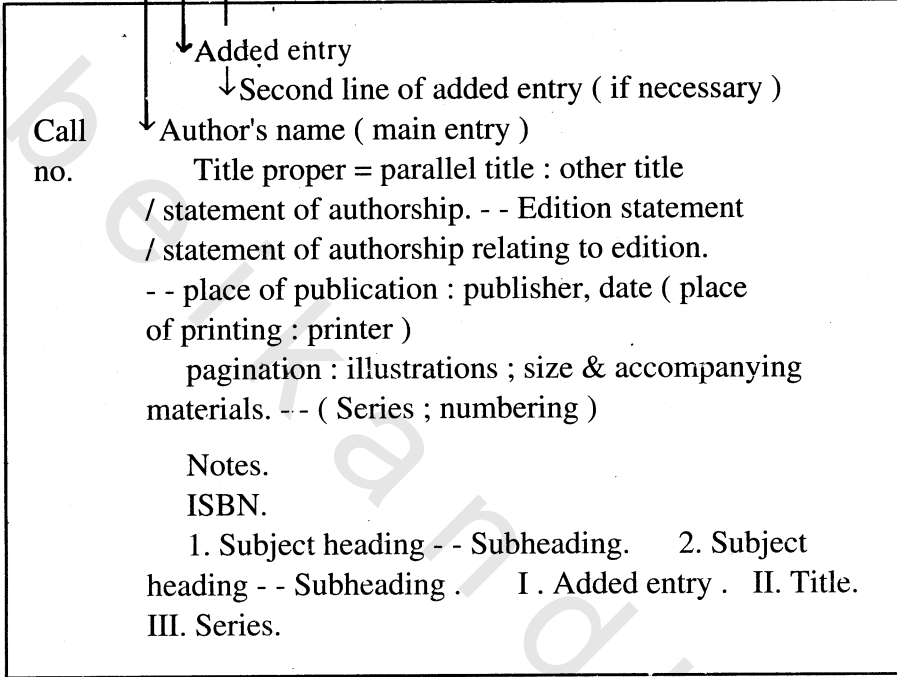 Added entry
Second line of added entry ( if necessary )
Call Author's name ( main entry )
no. Title proper = parallel title : other title
/ statement of authorship. - - Edition statement
/ statement of authorship relating to edition.
- - place of publication : publisher, date ( place
of printing : printer )
pagination : illustrations ; size & accompanying
materials. - - ( Series ; numbering )
Notes.
ISBN.
1. Subject heading - - Subheading. 2. Subject
heading - - Subheading . I . Added entry . II. Title.
III. Series.